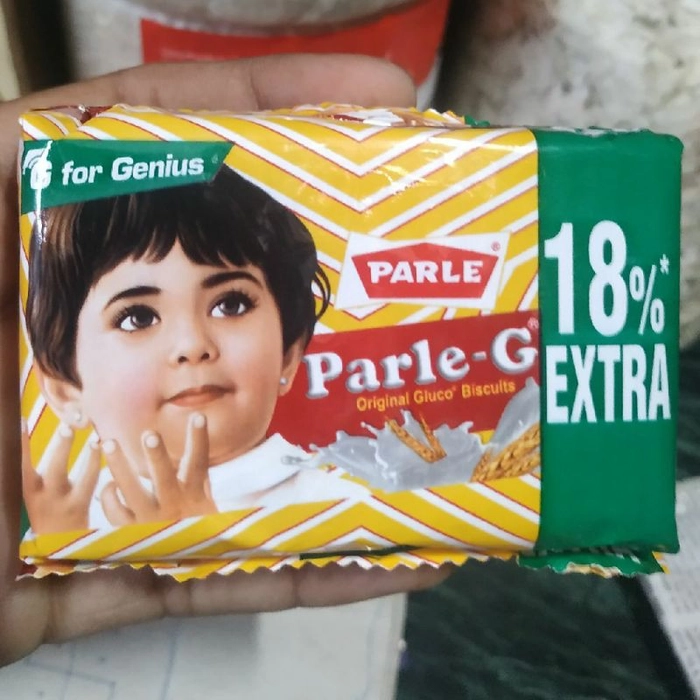 G for Genius
PARLE®
Parle-G®
Original Gluco® Biscuits
18%*
EXTRA